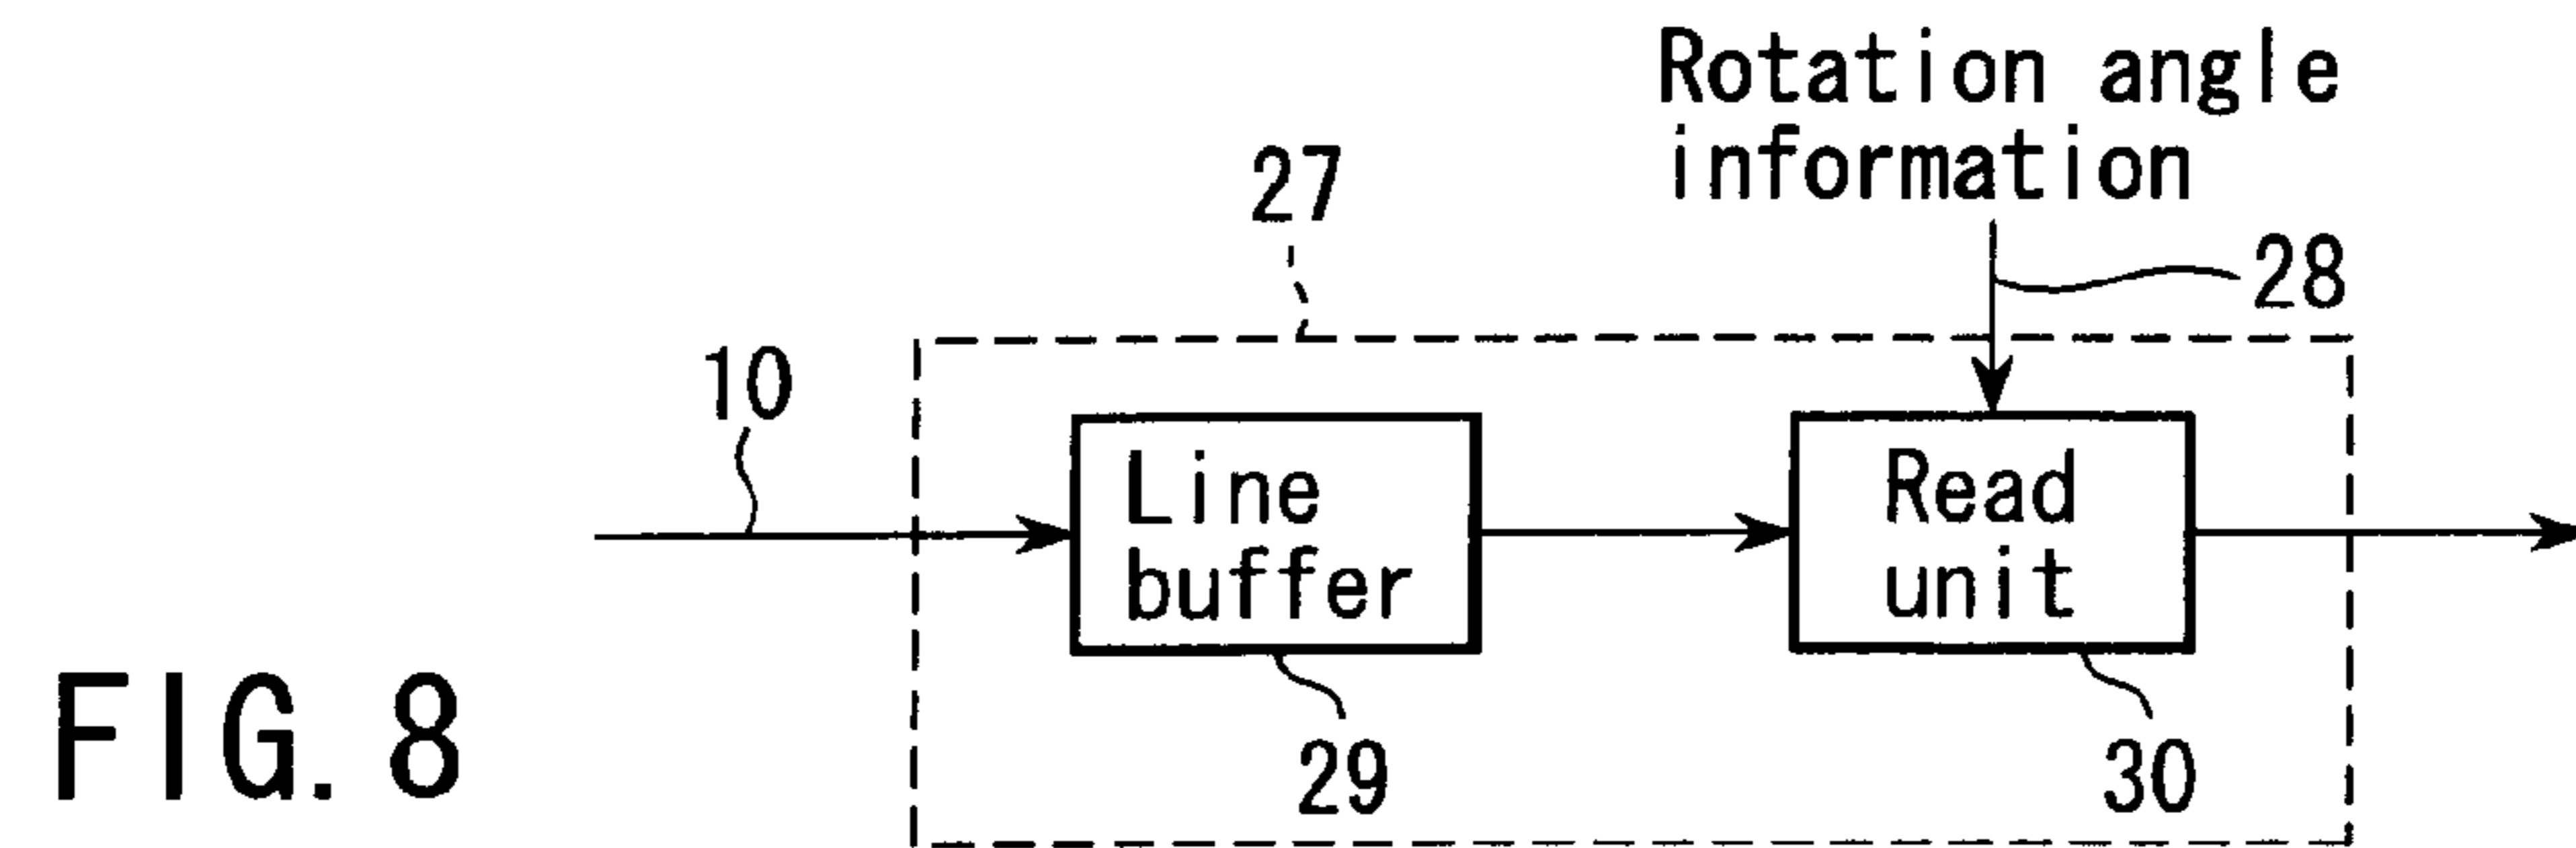 Rotation angle
information
27
28
10
Line
buffer
Read
unit
29
30
FIG. 8